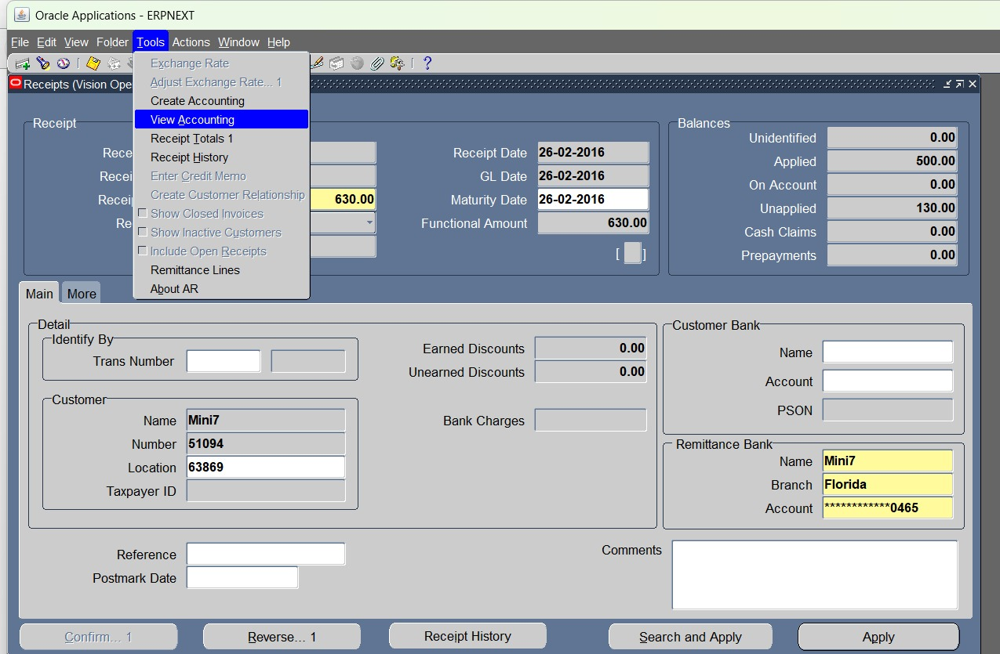 Oracle Applications - ERPNEXT
File Edit View Folder Tools Actions Window Help
Receipts (Vision Ope
Exchange Rate
Adjust Exchange Rate... 1
Create Accounting
View Accounting
Receipt Totals 1
Receipt History
Enter Credit Memo
Create Customer Relationship
Show Closed Invoices
Show Inactive Customers
Include Open Receipts
Remittance Lines
About AR
Receipt
Rece
Recei
Receip 630.00
Re
Receipt Date 26-02-2016
GL Date 26-02-2016
Maturity Date 26-02-2016
Functional Amount 630.00
[ ]
Balances
Unidentified 0.00
Applied 500.00
On Account 0.00
Unapplied 130.00
Cash Claims 0.00
Prepayments 0.00
Main More
Detail
Identify By
Trans Number
Customer
Name Mini7
Number 51094
Location 63869
Taxpayer ID
Earned Discounts 0.00
Unearned Discounts 0.00
Bank Charges
Customer Bank
Name
Account
PSON
Remittance Bank
Name Mini7
Branch Florida
Account ************0465
Reference
Postmark Date
Comments
Confirm... 1 Reverse... 1 Receipt History Search and Apply Apply